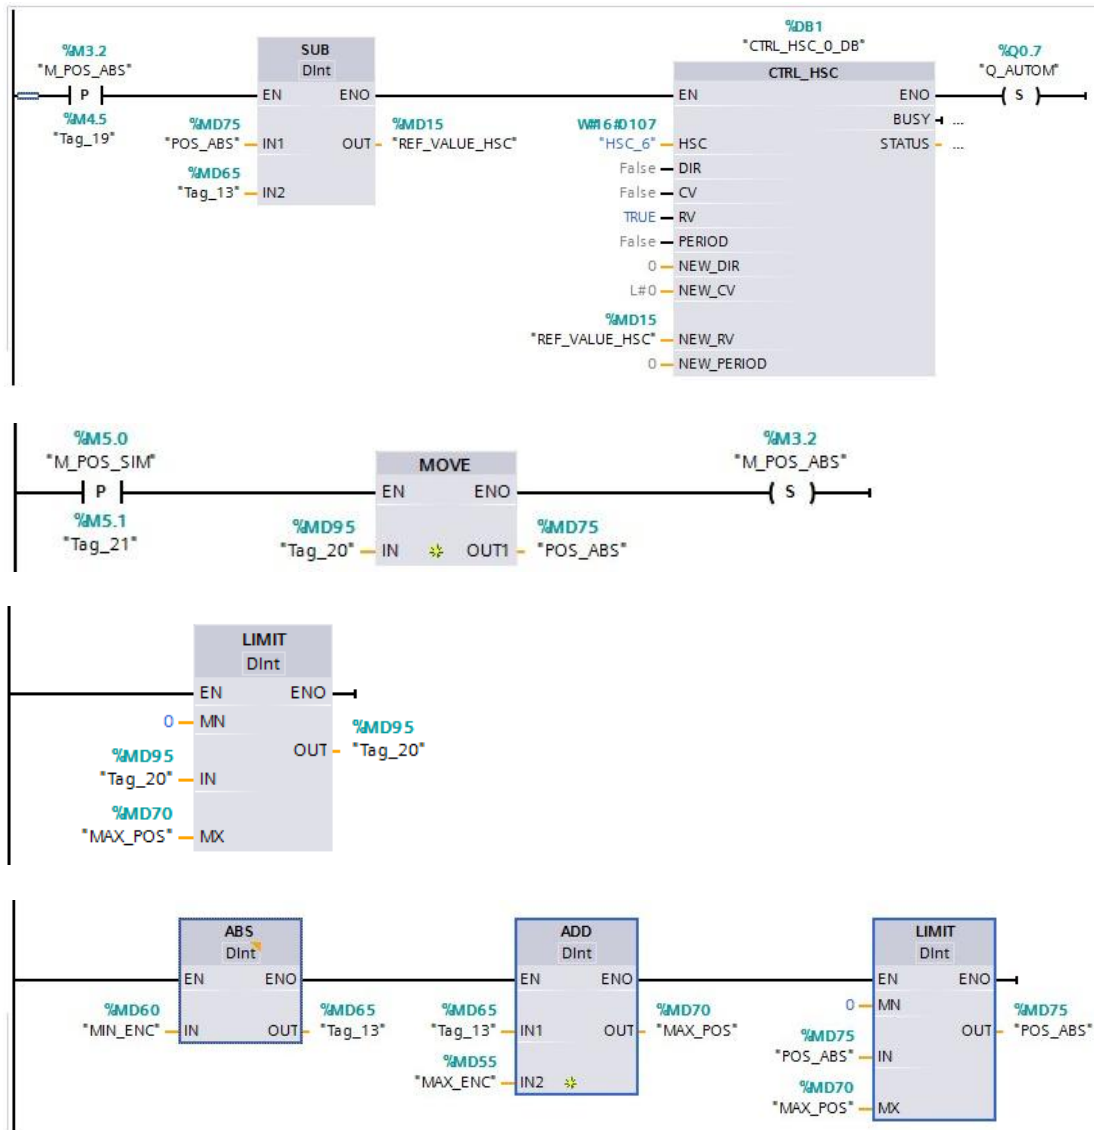 %DB1
"CTRL_HSC_0_DB"
%M3.2
"M_POS_ABS"
P
%M4.5
"Tag_19"
SUB
DInt
EN ENO
%MD75
"POS_ABS" IN1
OUT
%MD15
"REF_VALUE_HSC"
%MD65
"Tag_13" IN2
CTRL_HSC
EN ENO
BUSY ...
W#16#0107
"HSC_6" HSC
STATUS ...
False DIR
False CV
TRUE RV
False PERIOD
0 NEW_DIR
L#0 NEW_CV
%MD15
"REF_VALUE_HSC" NEW_RV
0 NEW_PERIOD
%Q0.7
"Q_AUTOM"
S
%M5.0
"M_POS_SIM"
P
%M5.1
"Tag_21"
MOVE
EN ENO
%MD95
"Tag_20" IN
OUT1
%MD75
"POS_ABS"
%M3.2
"M_POS_ABS"
S
LIMIT
DInt
EN ENO
0 MN
%MD95
"Tag_20" IN
OUT
%MD95
"Tag_20"
%MD70
"MAX_POS" MX
ABS
DInt
EN ENO
%MD60
"MIN_ENC" IN
OUT
%MD65
"Tag_13"
ADD
DInt
EN ENO
%MD65
"Tag_13" IN1
OUT
%MD70
"MAX_POS"
%MD55
"MAX_ENC" IN2
LIMIT
DInt
EN ENO
0 MN
%MD75
"POS_ABS" IN
OUT
%MD75
"POS_ABS"
%MD70
"MAX_POS" MX